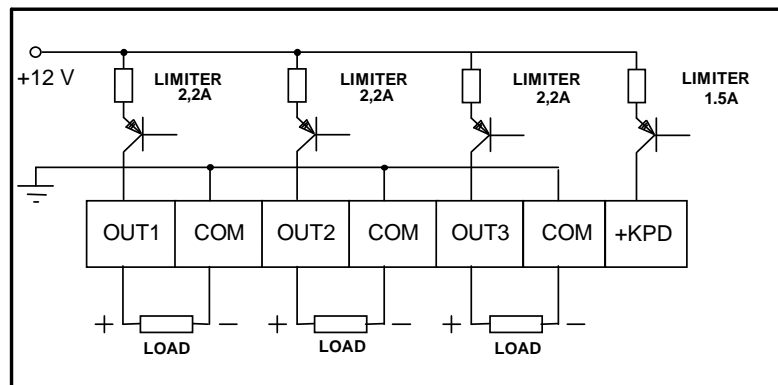 +12 V
LIMITER
2,2A
LIMITER
2,2A
LIMITER
2,2A
LIMITER
1.5A
OUT1 COM OUT2 COM OUT3 COM +KPD
+ − + − + −
LOAD LOAD LOAD